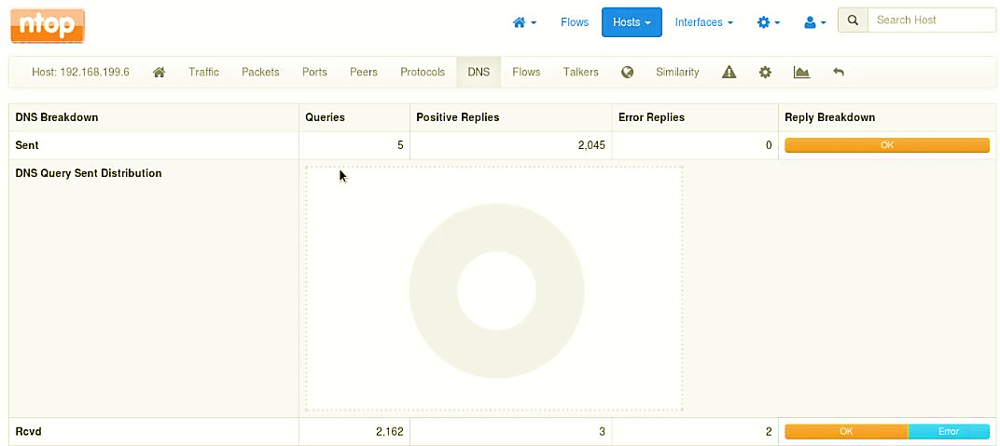 ntop
Flows Hosts Interfaces Search Host
Host: 192.168.199.6 Traffic Packets Ports Peers Protocols DNS Flows Talkers Similarity
DNS Breakdown Queries Positive Replies Error Replies Reply Breakdown
Sent 5 2,045 0 OK
DNS Query Sent Distribution
Rcvd 2,162 3 2 OK Error